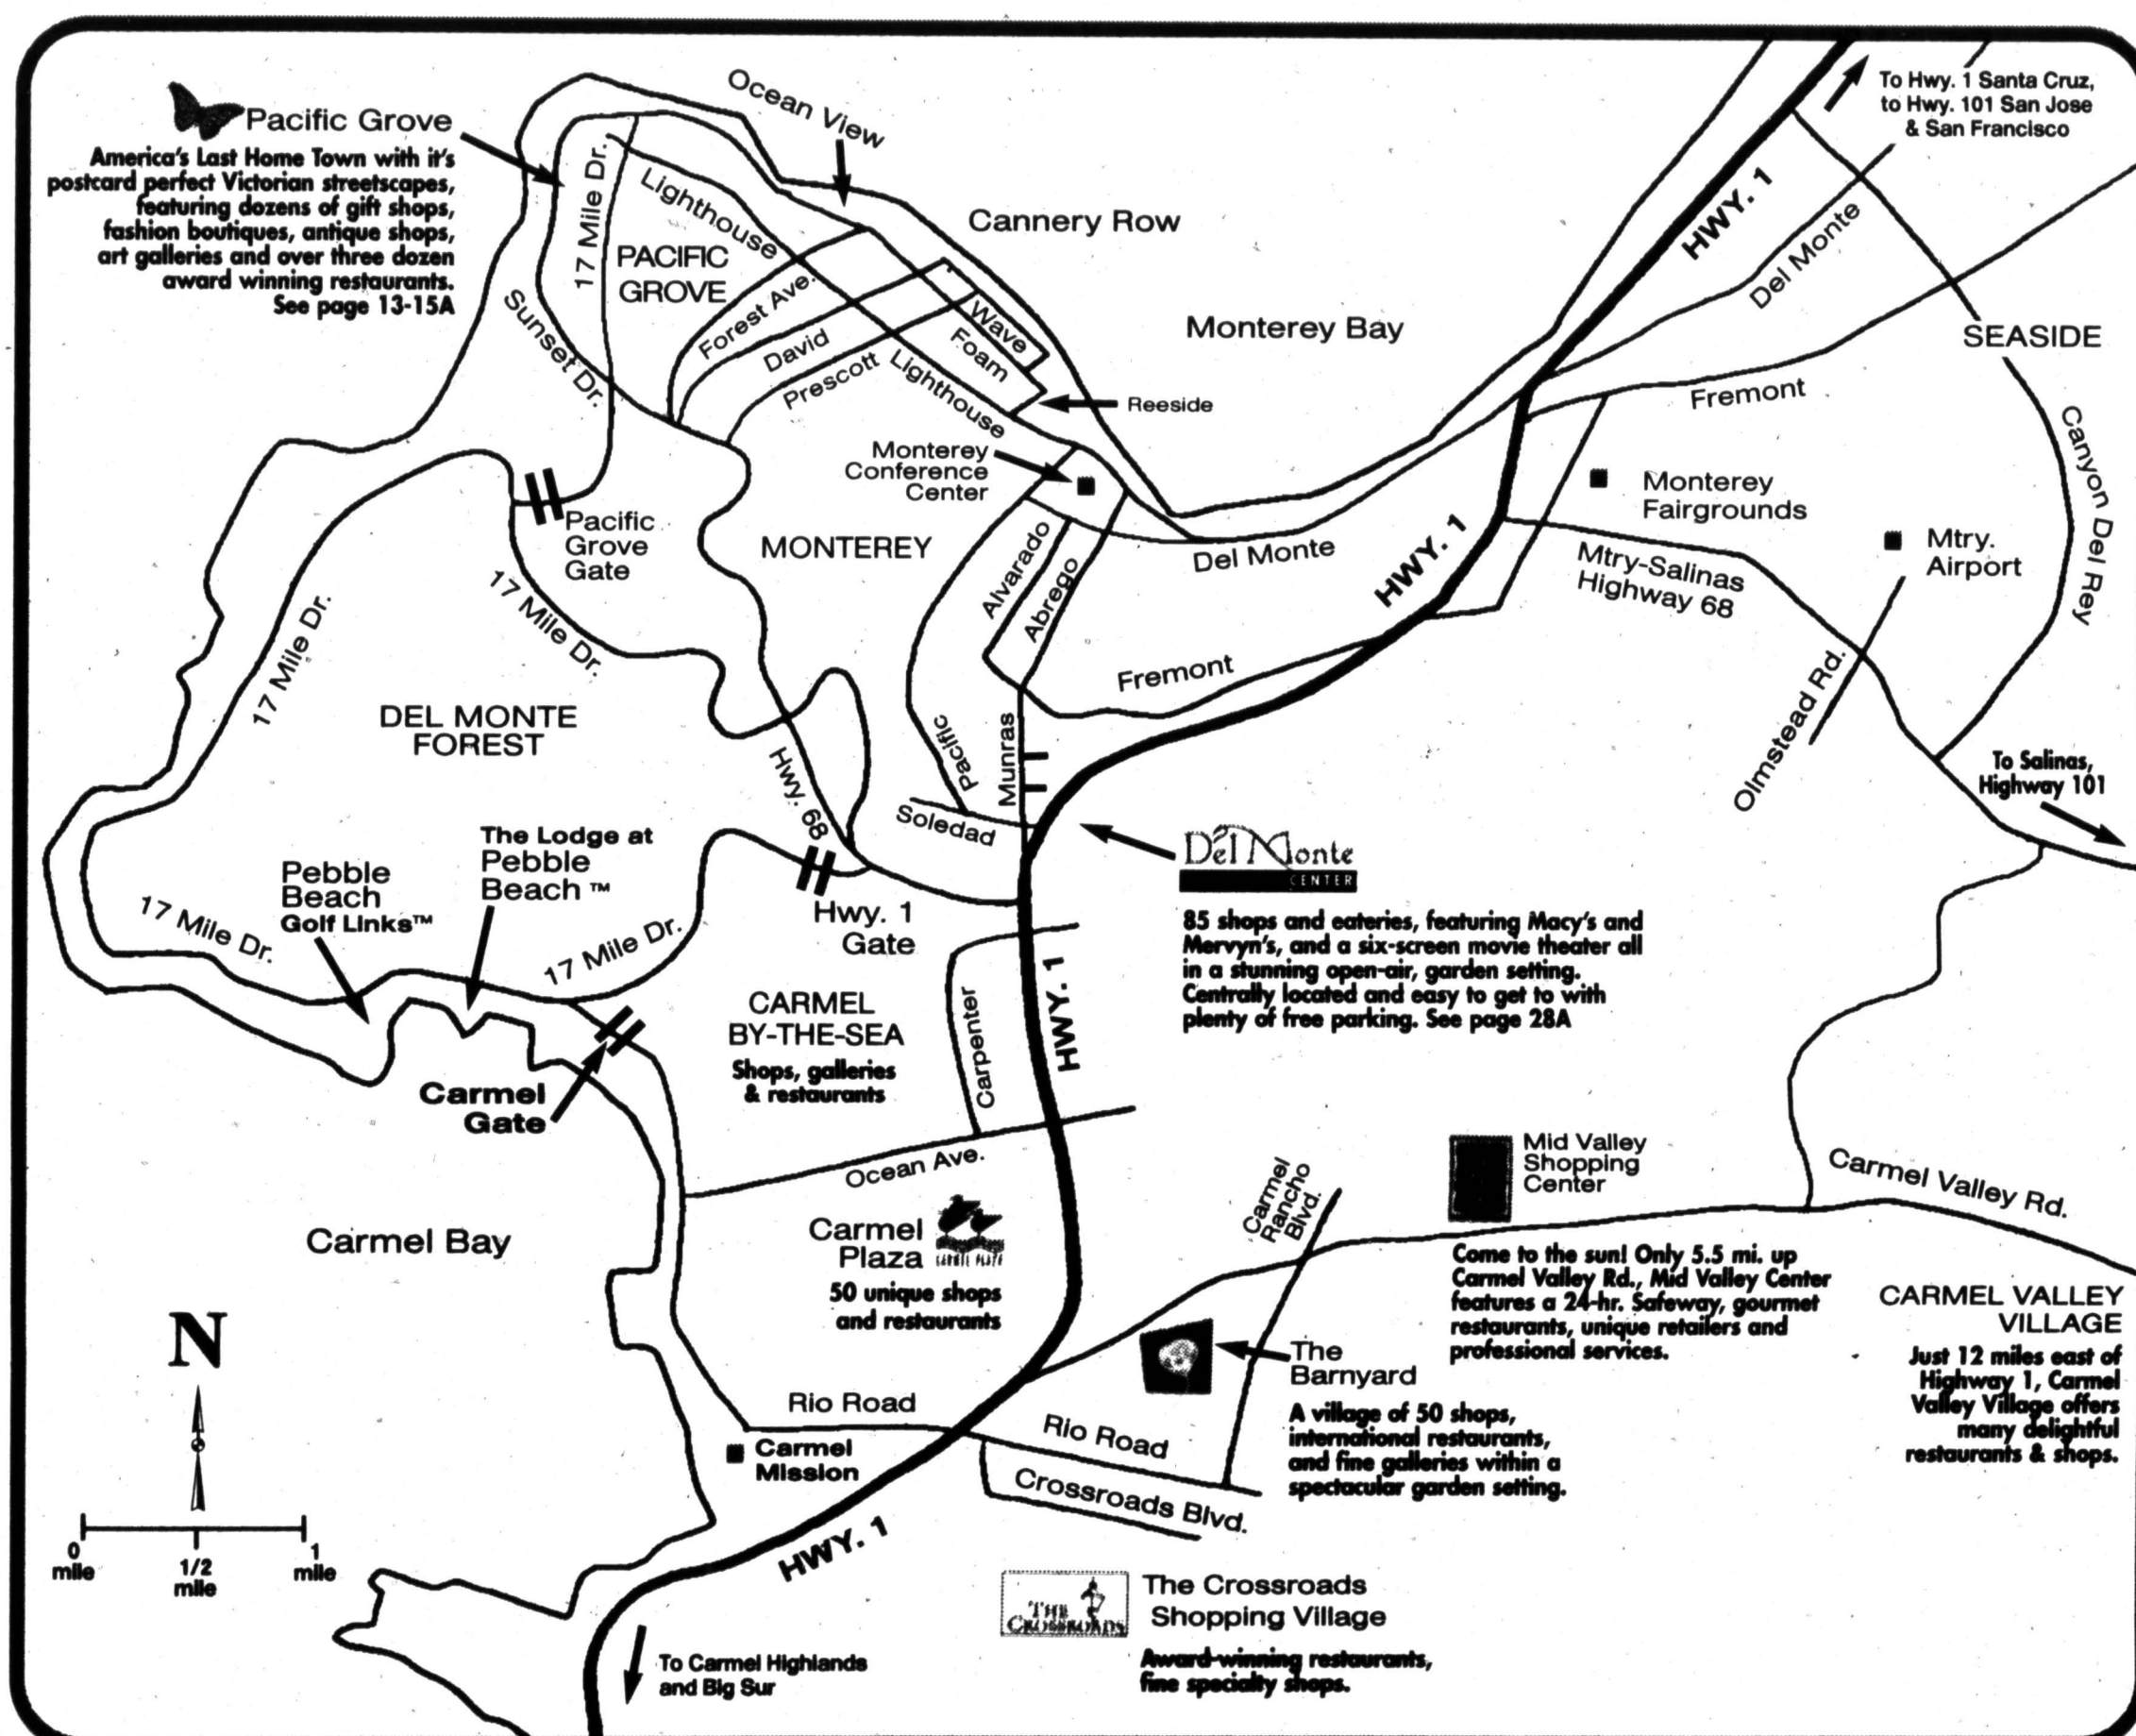 Pacific Grove
America's Last Home Town with it's
postcard perfect Victorian streetscapes,
featuring dozens of gift shops,
fashion boutiques, antique shops,
art galleries and over three dozen
award winning restaurants.
See page 13-15A
Ocean View
Cannery Row
Monterey Bay
To Hwy. 1 Santa Cruz,
to Hwy. 101 San Jose
& San Francisco
HWY. 1
Del Monte
SEASIDE
Fremont
Canyon Del Rey
17 Mile Dr.
Lighthouse
PACIFIC
GROVE
Sunset Dr.
Forest Ave.
David
Prescott
Lighthouse
Wave
Foam
Reeside
Monterey
Conference
Center
Pacific
Grove
Gate
MONTEREY
Alvarado
Abrego
Del Monte
HWY. 1
Monterey
Fairgrounds
Mtry.
Airport
Mtry-Salinas
Highway 68
Olmstead Rd.
To Salinas,
Highway 101
17 Mile Dr.
17 Mile Dr.
DEL MONTE
FOREST
Fremont
Pacific
Munras
Hwy. 68
Soledad
Del Monte
CENTER
85 shops and eateries, featuring Macy's and
Mervyn's, and a six-screen movie theater all
in a stunning open-air, garden setting.
Centrally located and easy to get to with
plenty of free parking. See page 28A
The Lodge at
Pebble
Beach™
Pebble
Beach
Golf Links™
17 Mile Dr.
17 Mile Dr.
Hwy. 1
Gate
CARMEL
BY-THE-SEA
Shops, galleries
& restaurants
Carpenter
HWY. 1
Carmel
Gate
Ocean Ave.
Carmel Bay
Carmel
Plaza
CARMEL PLAZA
50 unique shops
and restaurants
Carmel
Rancho
Blvd.
Mid Valley
Shopping
Center
Carmel Valley Rd.
Come to the sun! Only 5.5 mi. up
Carmel Valley Rd., Mid Valley Center
features a 24-hr. Safeway, gourmet
restaurants, unique retailers and
professional services.
CARMEL VALLEY
VILLAGE
Just 12 miles east of
Highway 1, Carmel
Valley Village offers
many delightful
restaurants & shops.
The
Barnyard
A village of 50 shops,
international restaurants,
and fine galleries within a
spectacular garden setting.
Rio Road
Rio Road
Carmel
Mission
Crossroads Blvd.
HWY. 1
N
0
mile
1/2
mile
1
mile
THE
CROSSROADS
The Crossroads
Shopping Village
Award-winning restaurants,
fine specialty shops.
To Carmel Highlands
and Big Sur